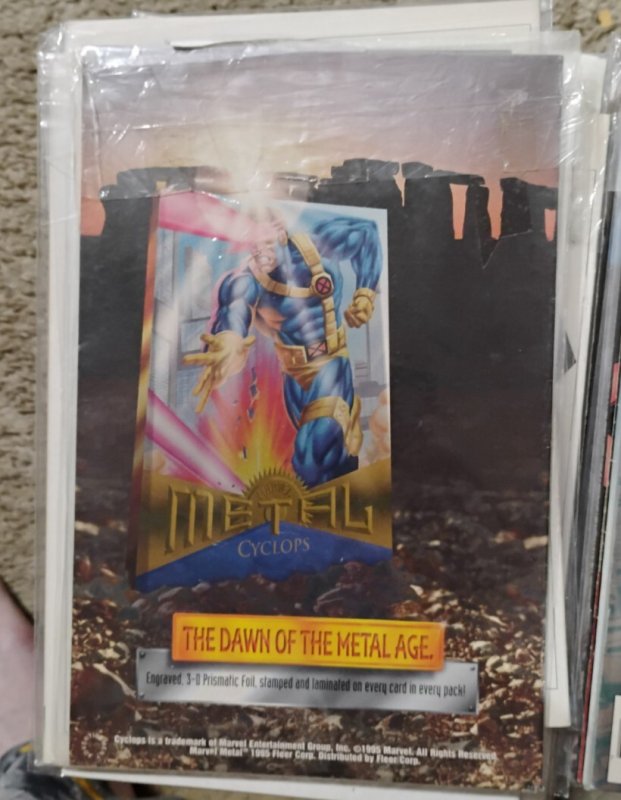 METAL
CYCLOPS
THE DAWN OF THE METAL AGE.
Engraved, 3-D Prismatic Foil, stamped and laminated on every card in every pack!
Cyclops is a trademark of Marvel Entertainment Group, Inc. ©1995 Marvel. All Rights Reserved.
Marvel Metal™ 1995 Fleer Corp. Distributed by Fleer Corp.